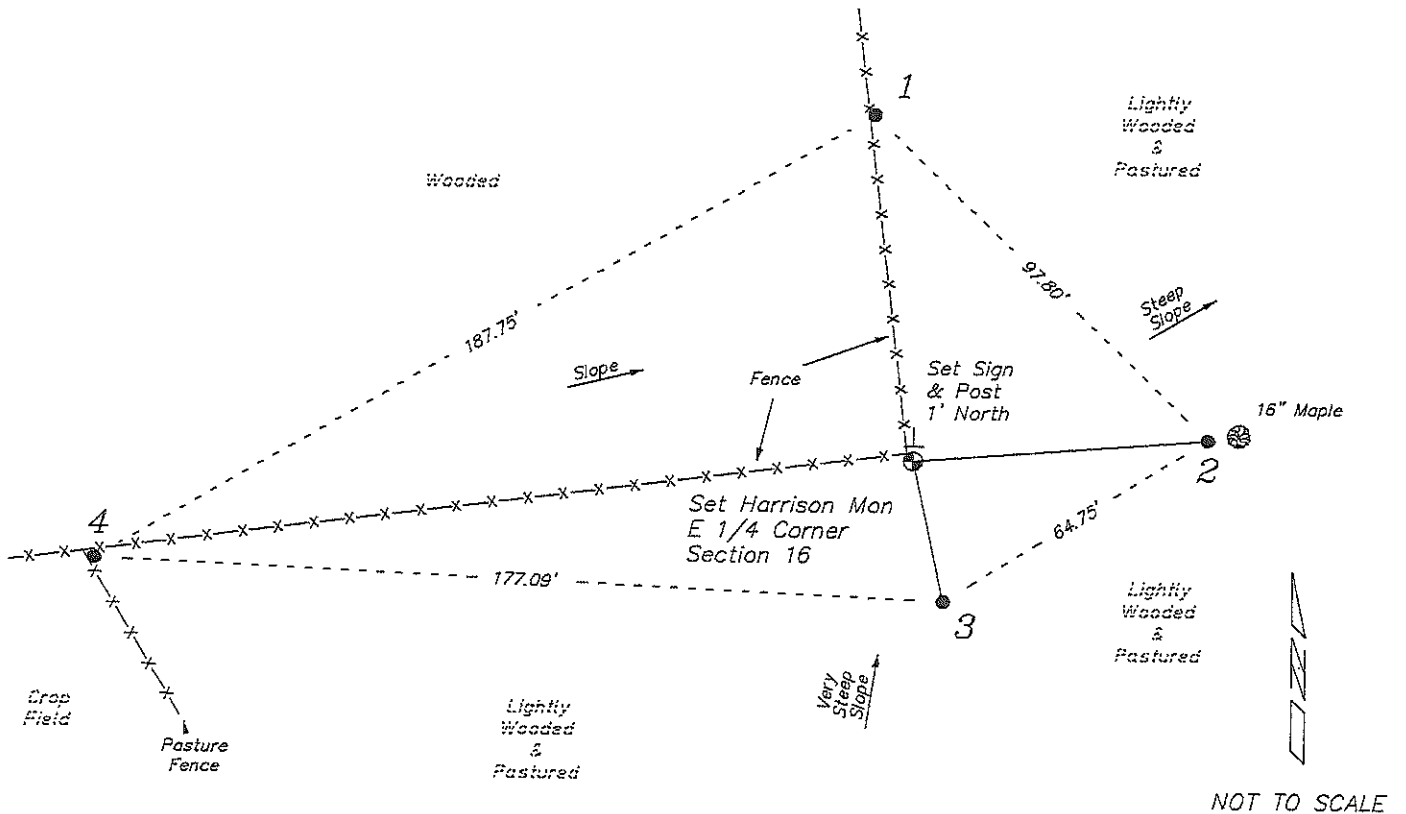 1
Lightly
Wooded
&
Pastured
Wooded
97.80'
Steep
Slope
187.75'
Slope
Fence
Set Sign
& Post
1' North
16" Maple
2
Set Harrison Mon
E 1/4 Corner
Section 16
64.75'
4
177.09'
3
Lightly
Wooded
&
Pastured
Very
Steep
Slope
Crop
Field
Lightly
Wooded
&
Pastured
Pasture
Fence
N
NOT TO SCALE